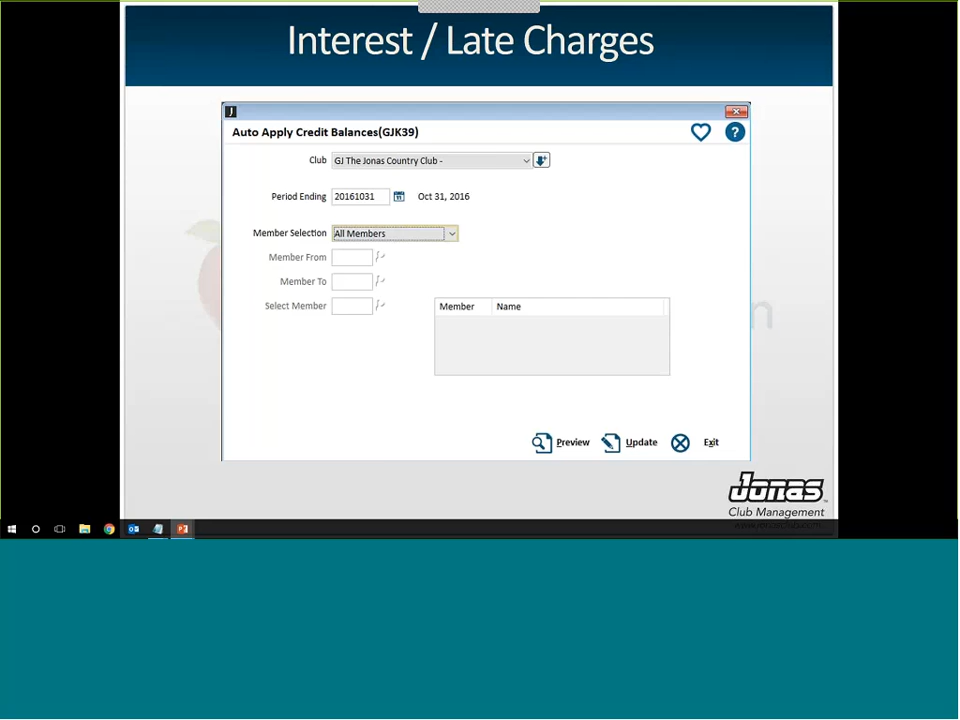 Interest / Late Charges
J
Auto Apply Credit Balances(GJK39)
?
Club GJ The Jonas Country Club -
Period Ending 20161031 Oct 31, 2016
Member Selection All Members
Member From
Member To
Select Member
Member Name
Preview Update Exit
Jonas
Club Management